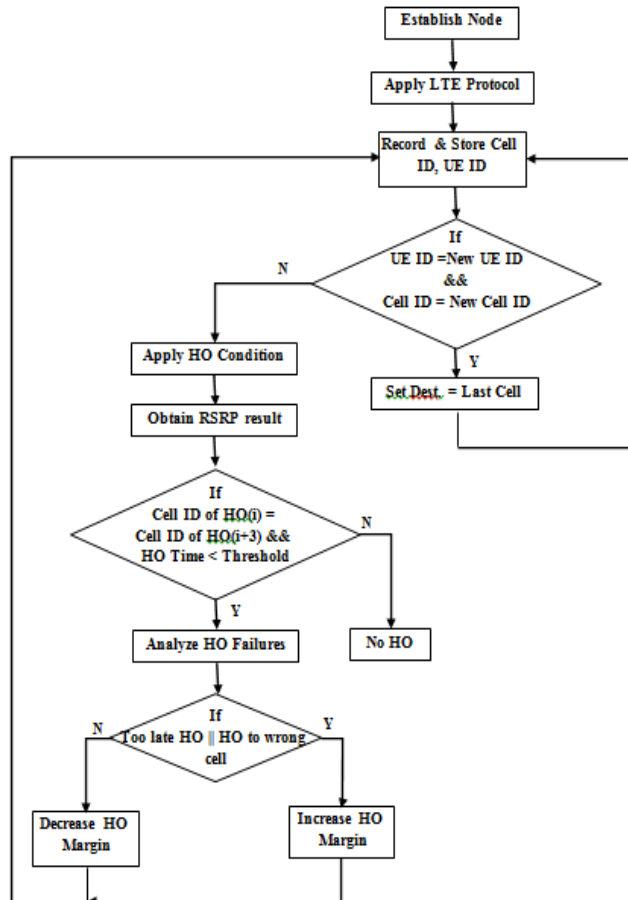 Establish Node
Apply LTE Protocol
Record & Store Cell
ID, UE ID
If
UE ID =New UE ID
&&
Cell ID = New Cell ID
N
Y
Apply HO Condition
Set Dest. = Last Cell
Obtain RSRP result
If
Cell ID of HO(i) =
Cell ID of HO(i+3) &&
HO Time < Threshold
N
Y
Analyze HO Failures
No HO
If
Too late HO || HO to wrong
cell
N
Y
Decrease HO
Margin
Increase HO
Margin